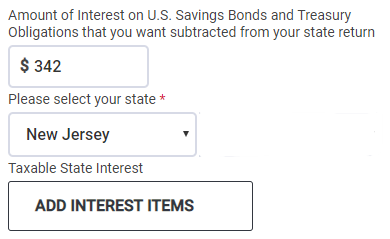 Amount of Interest on U.S. Savings Bonds and Treasury
Obligations that you want subtracted from your state return
$ 342
Please select your state *
New Jersey
Taxable State Interest
ADD INTEREST ITEMS